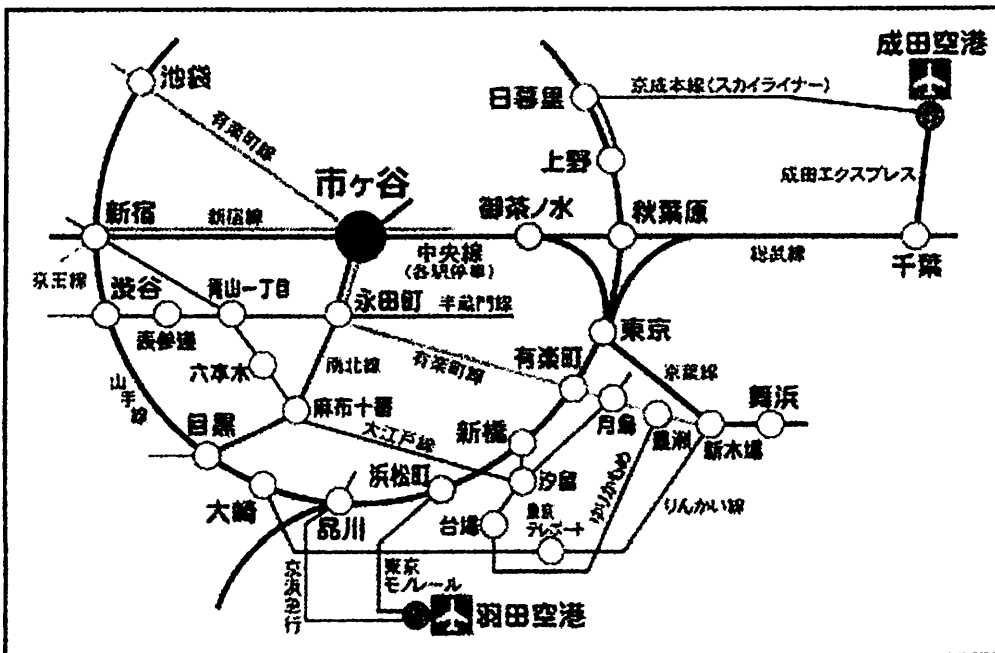 成田空港
池袋
日暮里
京成本線(スカイライナー)
有楽町線
上野
成田エクスプレス
市ヶ谷
新宿
新宿線
御茶ノ水
秋葉原
中央線
(各駅停車)
総武線
千葉
京王線
渋谷
青山一丁目
永田町
半蔵門線
表参道
東京
有楽町
有楽町線
京葉線
六本木
南北線
舞浜
山手線
麻布十番
月島
豊洲
新木場
目黒
大江戸線
新橋
浜松町
汐留
ゆりかもめ
りんかい線
大崎
品川
台場
東京
テレポート
京浜急行
東京
モノレール
羽田空港